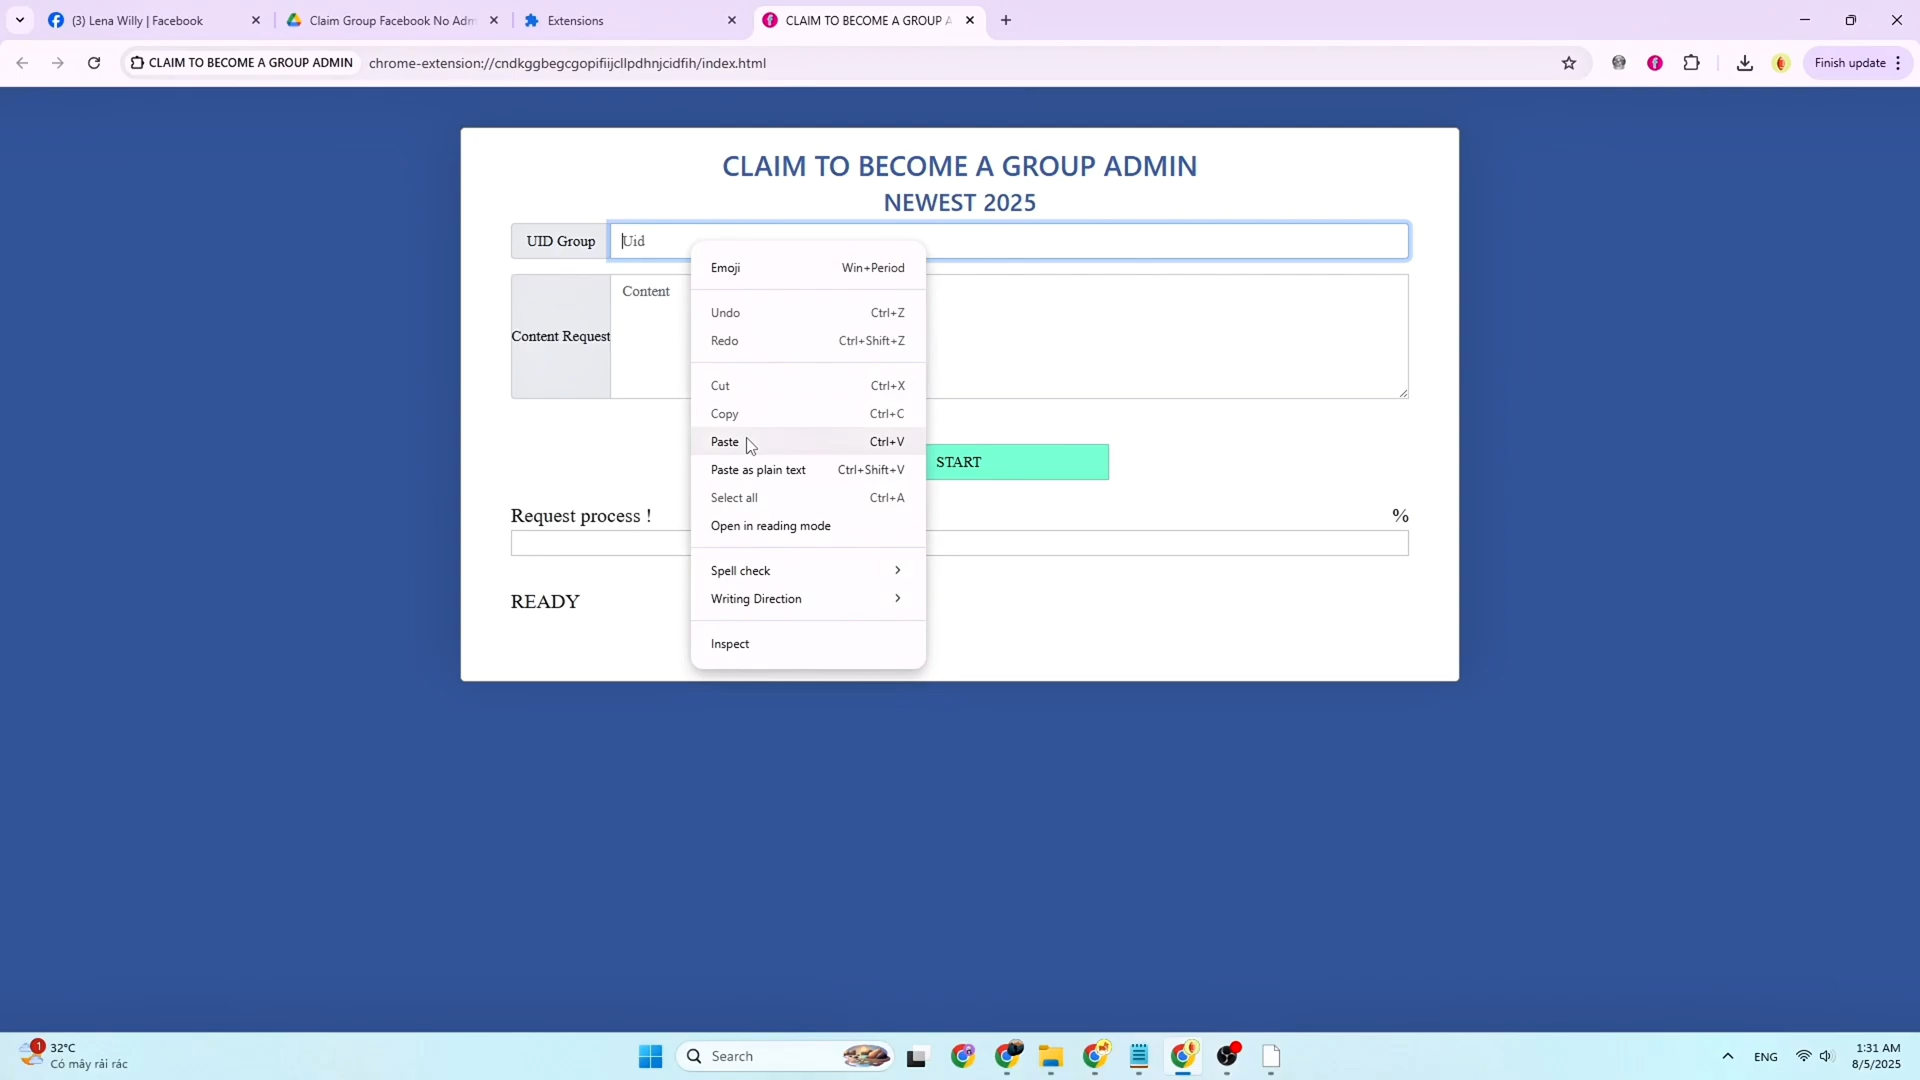 (3) Lena Willy | Facebook
Claim Group Facebook No Adm
Extensions
CLAIM TO BECOME A GROUP A
CLAIM TO BECOME A GROUP ADMIN
chrome-extension://cndkggbegcgopifiijcllpdhnjcidfih/index.html
Finish update
CLAIM TO BECOME A GROUP ADMIN
NEWEST 2025
UID Group
Uid
Content Request
Content
Emoji Win+Period
Undo Ctrl+Z
Redo Ctrl+Shift+Z
Cut Ctrl+X
Copy Ctrl+C
Paste Ctrl+V
Paste as plain text Ctrl+Shift+V
Select all Ctrl+A
Open in reading mode
Spell check
Writing Direction
Inspect
START
Request process !
%
READY
1
32°C
Có mây rải rác
Search
ENG
1:31 AM
8/5/2025